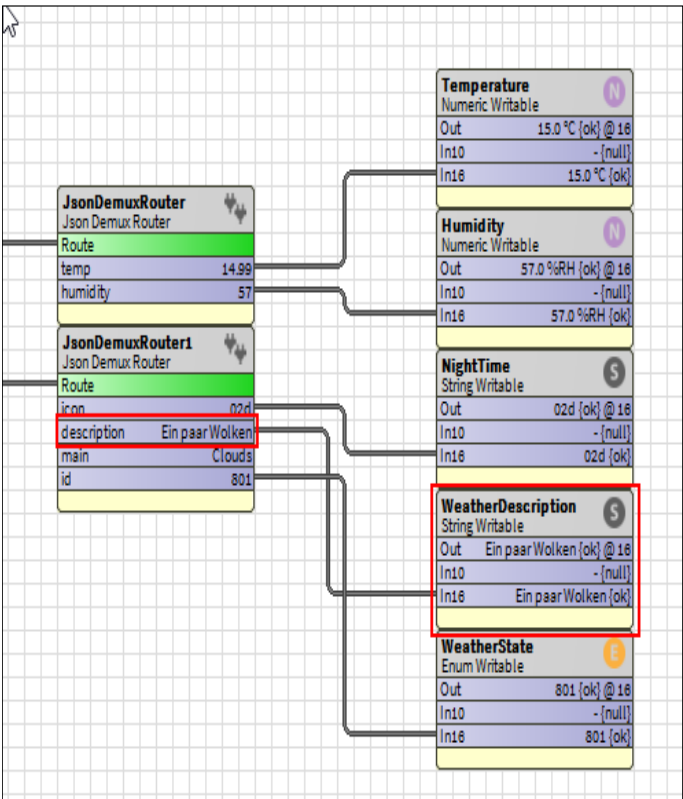 JsonDemuxRouter
Json Demux Router
Route
temp 14.99
humidity 57
JsonDemuxRouter1
Json Demux Router
Route
icon 02d
description Ein paar Wolken
main Clouds
id 801
Temperature N
Numeric Writable
Out 15.0 °C {ok} @ 16
In10 - {null}
In16 15.0 °C {ok}
Humidity N
Numeric Writable
Out 57.0 %RH {ok} @ 16
In10 - {null}
In16 57.0 %RH {ok}
NightTime S
String Writable
Out 02d {ok} @ 16
In10 - {null}
In16 02d {ok}
WeatherDescription S
String Writable
Out Ein paar Wolken {ok} @ 16
In10 - {null}
In16 Ein paar Wolken {ok}
WeatherState E
Enum Writable
Out 801 {ok} @ 16
In10 - {null}
In16 801 {ok}